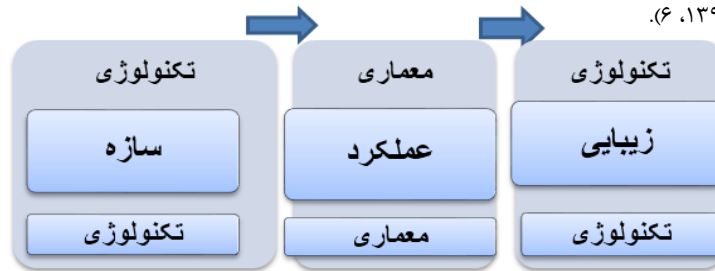 ۱۳۹، ۶).
تکنولوژی
زیبایی
تکنولوژی
معماری
عملکرد
معماری
تکنولوژی
سازه
تکنولوژی